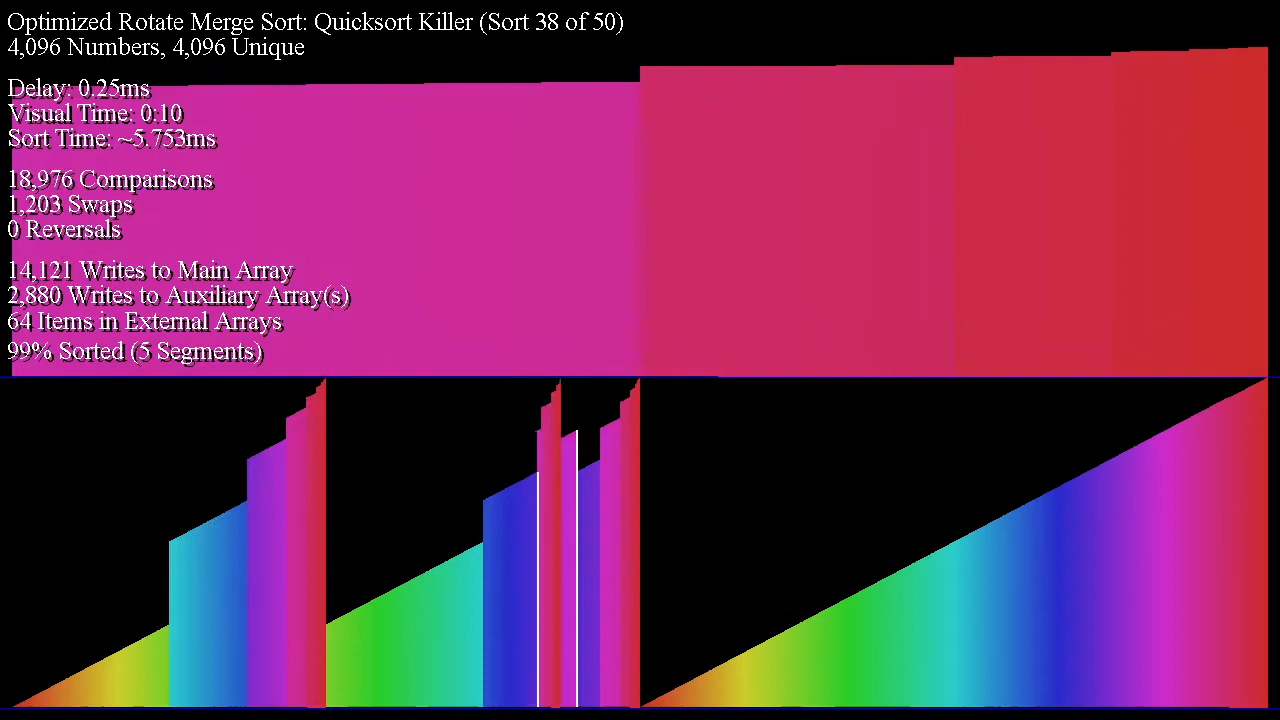 Optimized Rotate Merge Sort: Quicksort Killer (Sort 38 of 50)
4,096 Numbers, 4,096 Unique
Delay: 0.25ms
Visual Time: 0:10
Sort Time: ~5.753ms
18,976 Comparisons
1,203 Swaps
0 Reversals
14,121 Writes to Main Array
2,880 Writes to Auxiliary Array(s)
64 Items in External Arrays
99% Sorted (5 Segments)